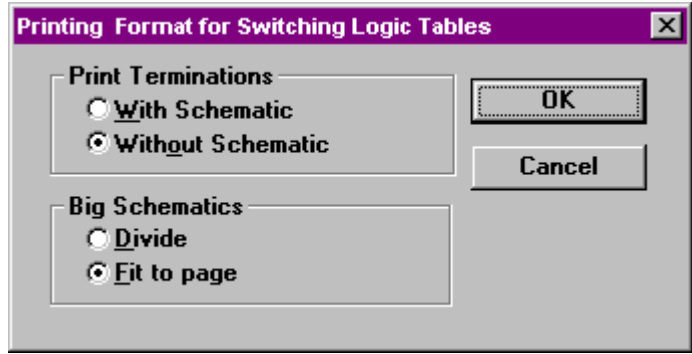 Printing Format for Switching Logic Tables
Print Terminations
With Schematic
Without Schematic
OK
Cancel
Big Schematics
Divide
Fit to page